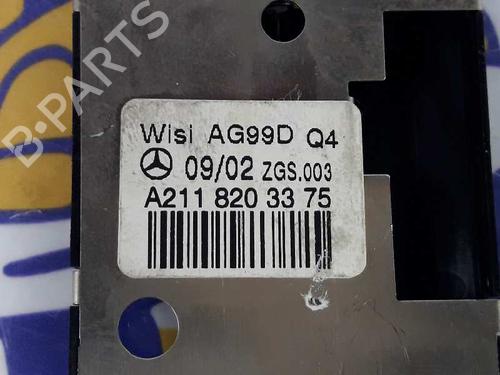 B-PARTS
Wisi AG99D Q4
09/02 ZGS.003
A211 820 33 75